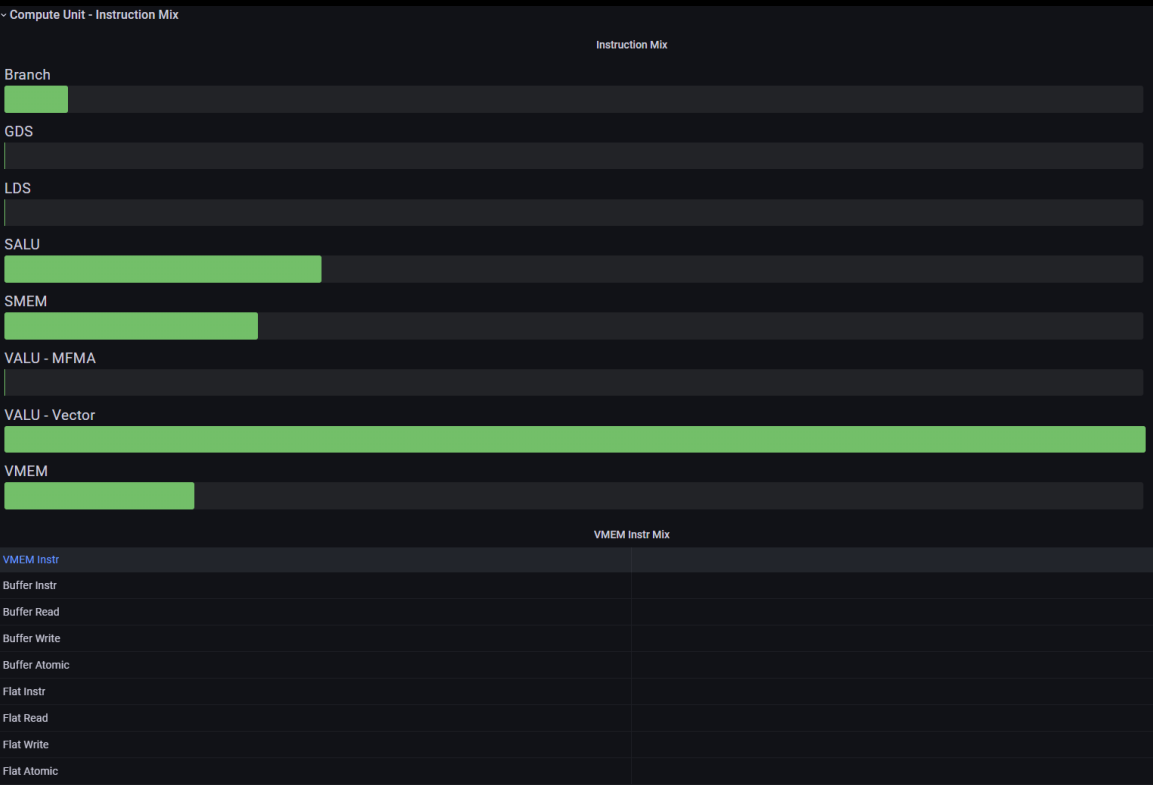 Compute Unit - Instruction Mix
Instruction Mix
Branch
GDS
LDS
SALU
SMEM
VALU - MFMA
VALU - Vector
VMEM
VMEM Instr Mix
VMEM Instr
Buffer Instr
Buffer Read
Buffer Write
Buffer Atomic
Flat Instr
Flat Read
Flat Write
Flat Atomic